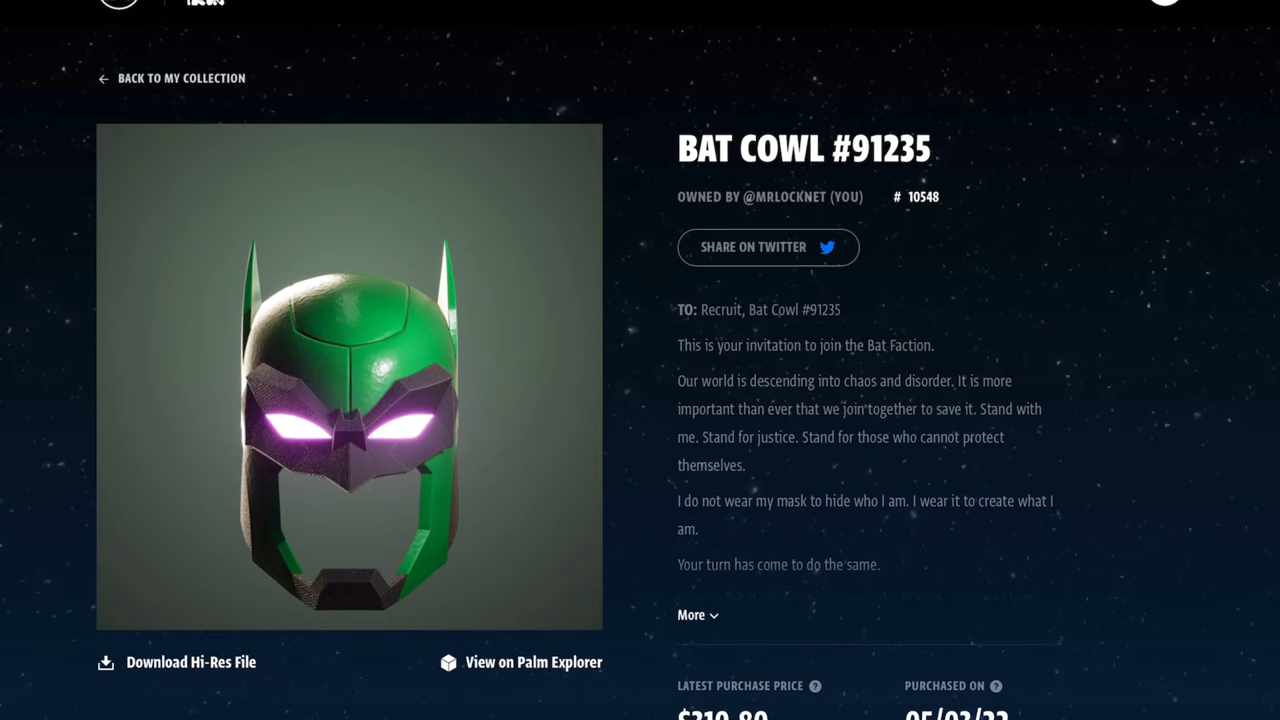 BACK TO MY COLLECTION
BAT COWL #91235
OWNED BY @MRLOCKNET (YOU) # 10548
SHARE ON TWITTER
TO: Recruit, Bat Cowl #91235
This is your invitation to join the Bat Faction.
Our world is descending into chaos and disorder. It is more
important than ever that we join together to save it. Stand with
me. Stand for justice. Stand for those who cannot protect
themselves.
I do not wear my mask to hide who I am. I wear it to create what I
am.
Your turn has come to do the same.
More
Download Hi-Res File
View on Palm Explorer
LATEST PURCHASE PRICE ?
PURCHASED ON ?